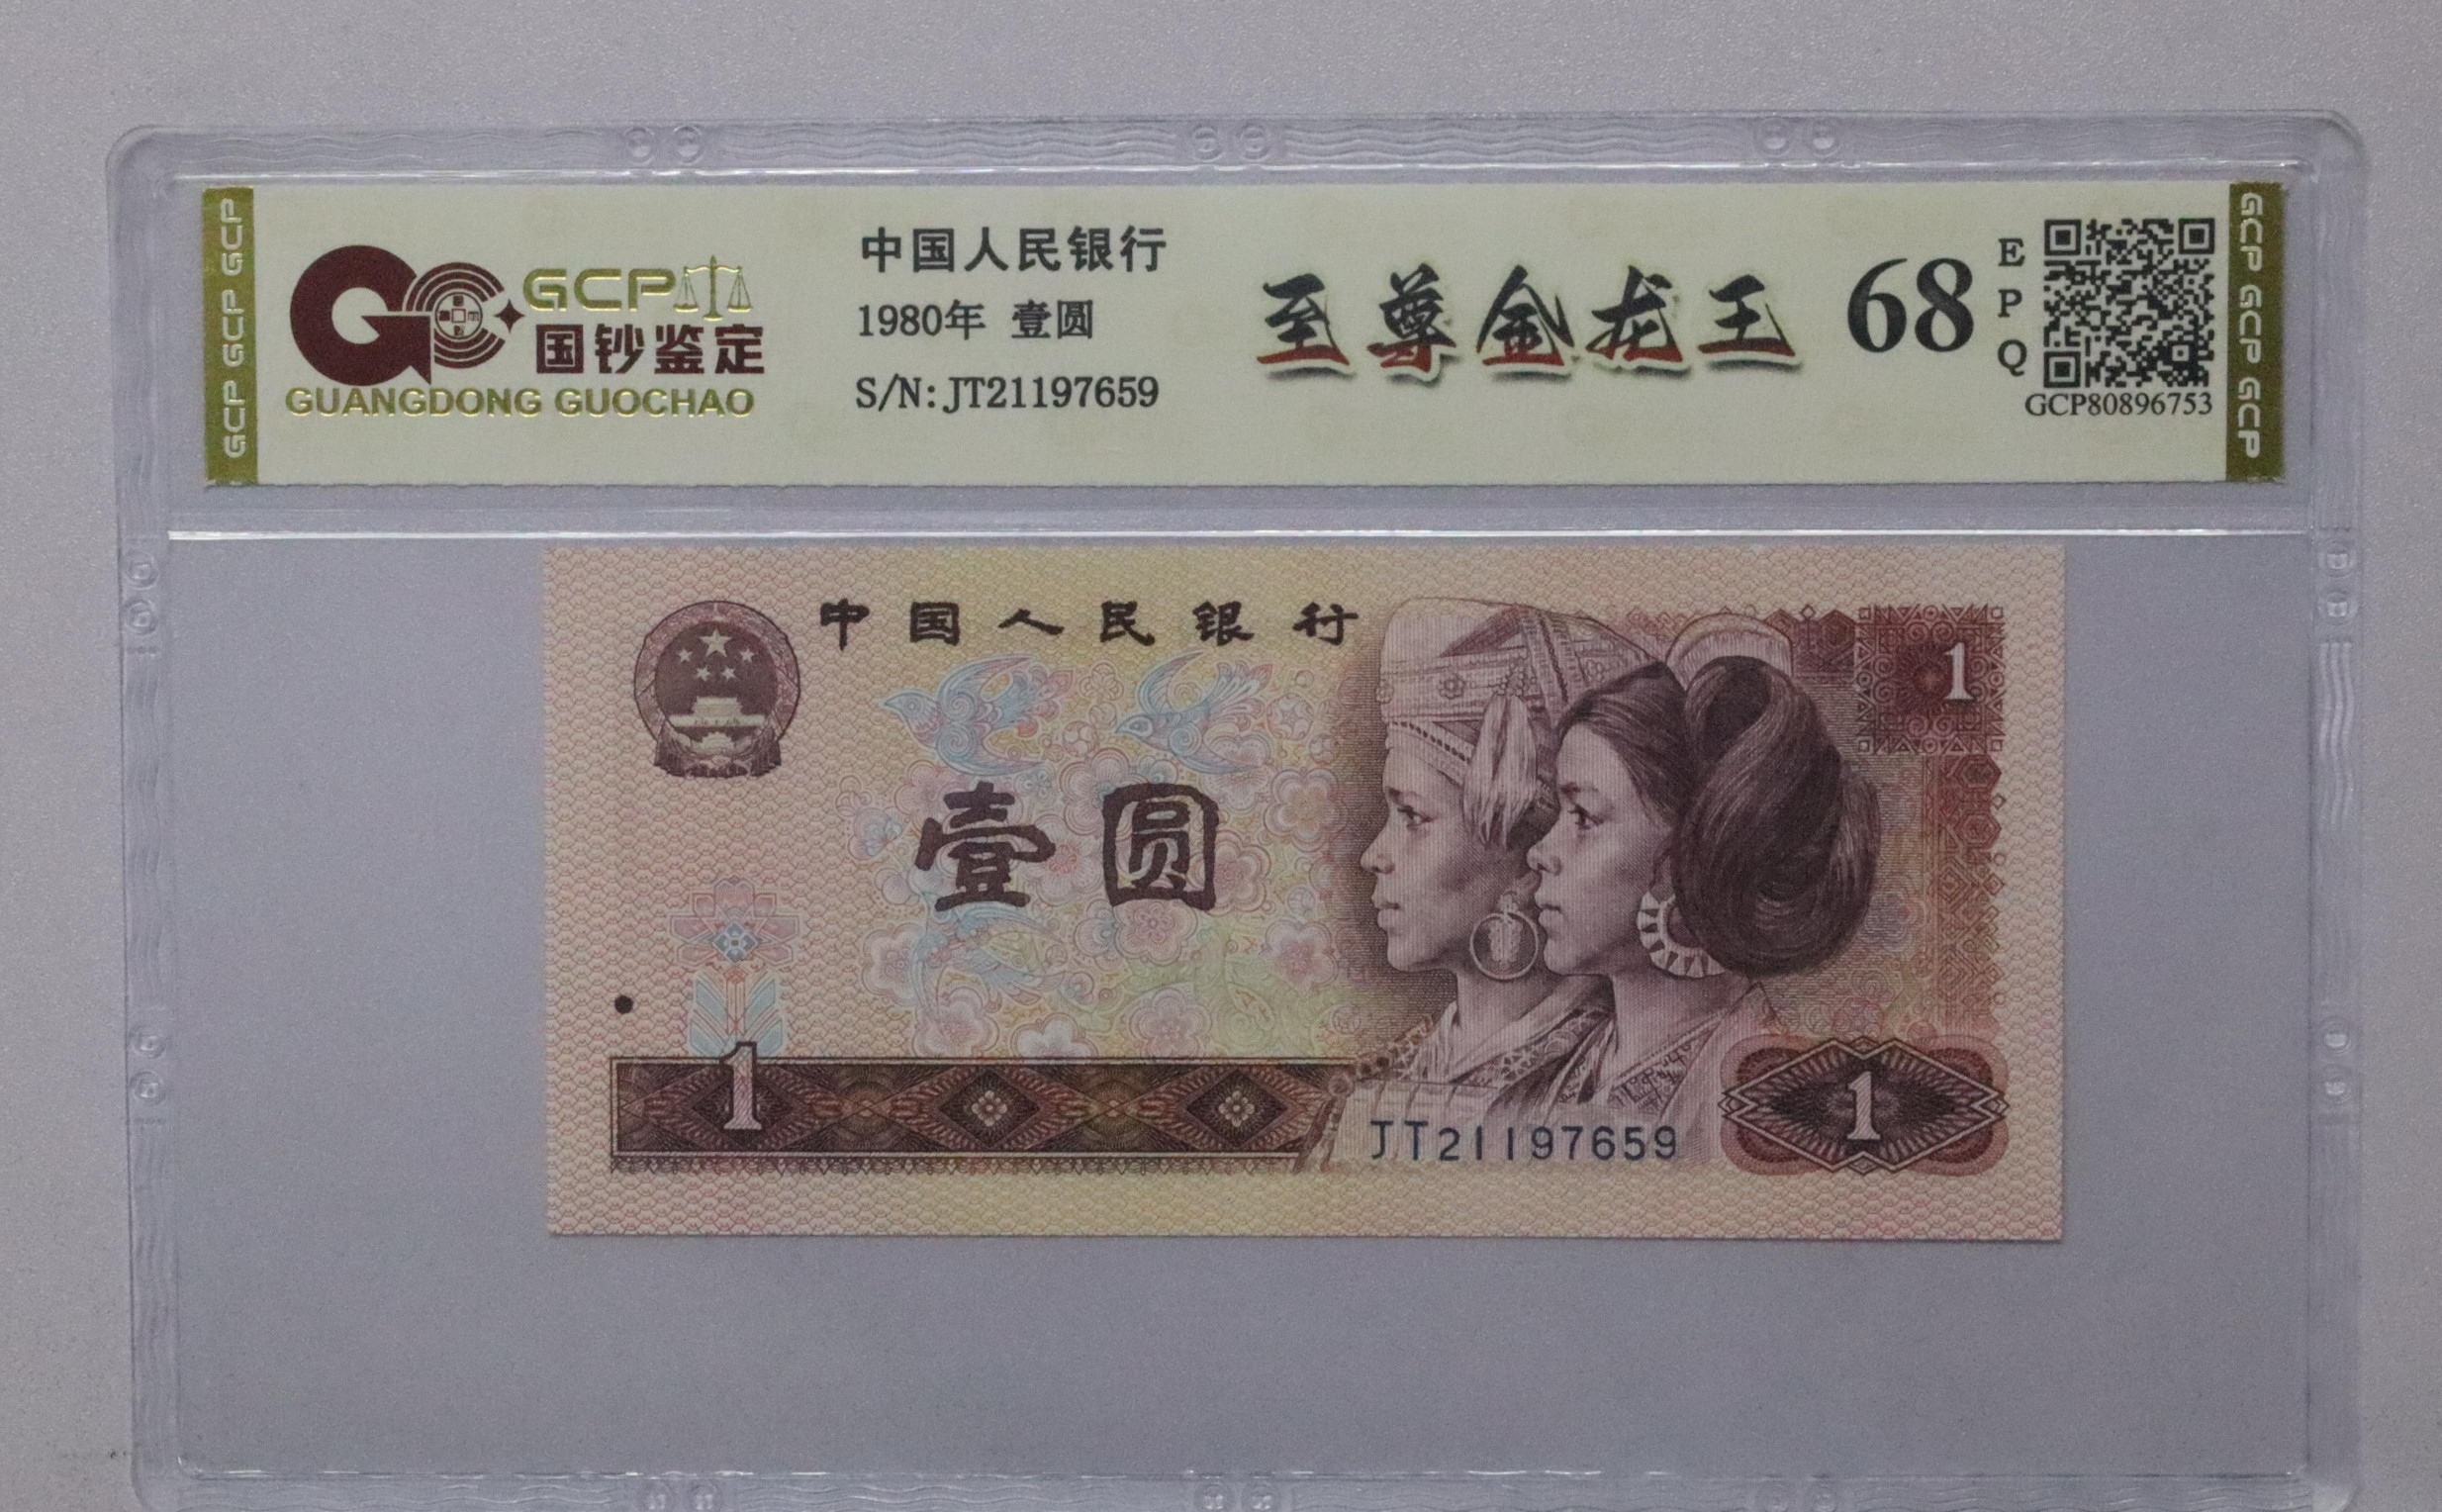 GCP GCP GCP
GCP
国钞鉴定
GUANGDONG GUOCHAO
中国人民银行
1980年 壹圆
S/N: JT21197659
至尊金龙王
68
E
P
Q
GCP80896753
GCP GCP GCP
中国人民银行
1
壹圆
1
JT21197659
1